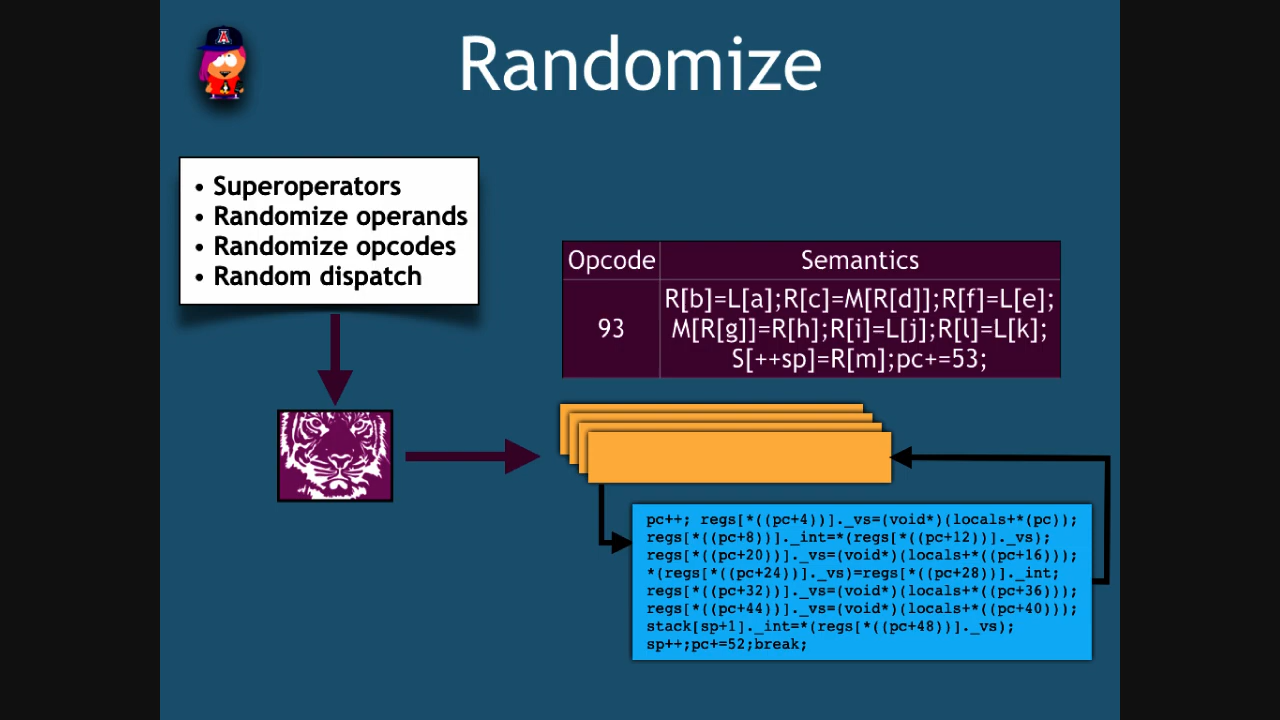 Randomize
• Superoperators
• Randomize operands
• Randomize opcodes
• Random dispatch
Opcode Semantics
93
R[b]=L[a];R[c]=M[R[d]];R[f]=L[e];
M[R[g]]=R[h];R[i]=L[j];R[l]=L[k];
S[++sp]=R[m];pc+=53;
pc++; regs[*((pc+4))]._vs=(void*)(locals+*(pc));
regs[*((pc+8))]._int=*(regs[*((pc+12))]._vs);
regs[*((pc+20))]._vs=(void*)(locals+*((pc+16)));
*(regs[*((pc+24))]._vs)=regs[*((pc+28))]._int;
regs[*((pc+32))]._vs=(void*)(locals+*((pc+36)));
regs[*((pc+44))]._vs=(void*)(locals+*((pc+40)));
stack[sp+1]._int=*(regs[*((pc+48))]._vs);
sp++;pc+=52;break;